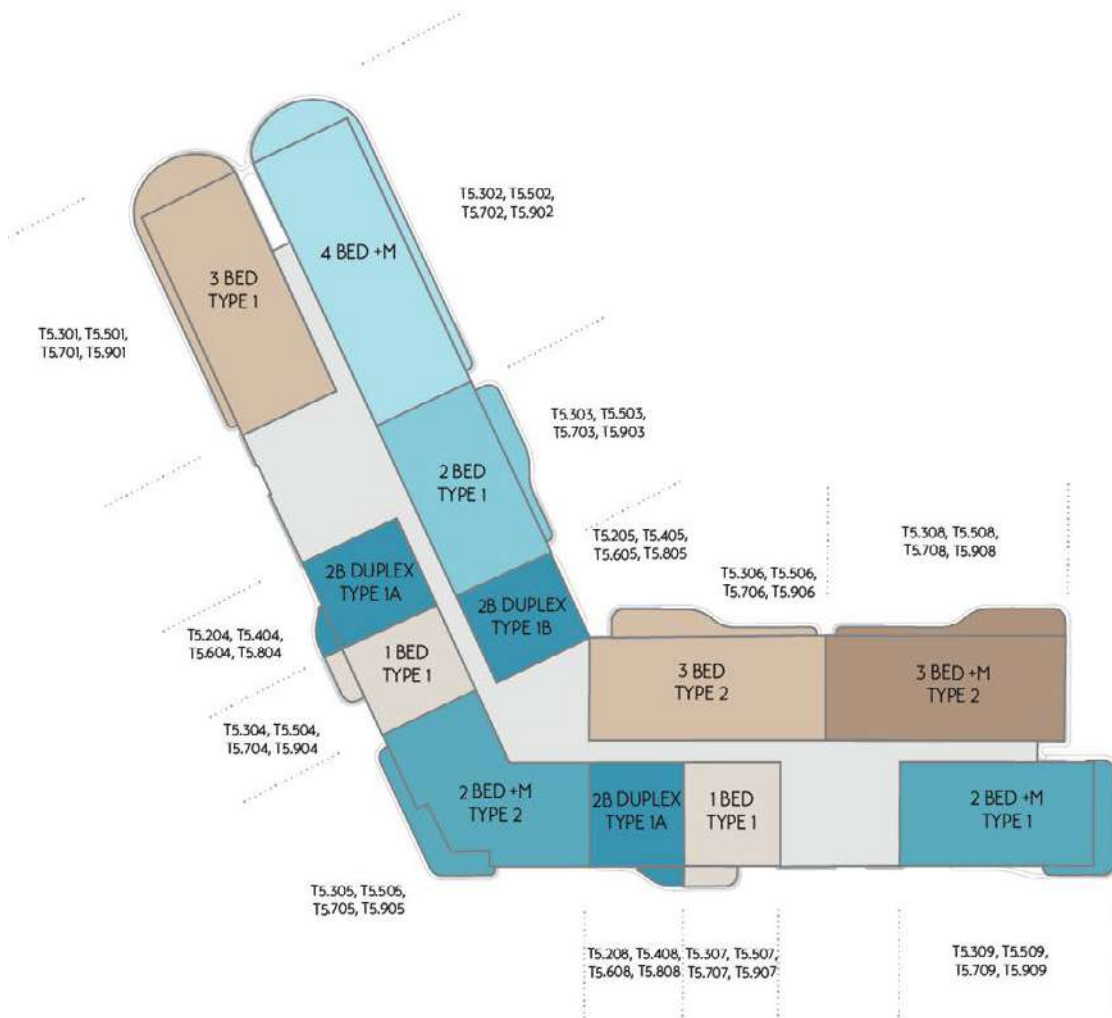 T5.302, T5.502,
T5.702, T5.902
4 BED +M
3 BED
TYPE 1
T5.301, T5.501,
T5.701, T5.901
T5.303, T5.503,
T5.703, T5.903
2 BED
TYPE 1
T5.205, T5.405,
T5.605, T5.805
T5.308, T5.508,
T5.708, T5.908
T5.306, T5.506,
T5.706, T5.906
2B DUPLEX
TYPE 1A
2B DUPLEX
TYPE 1B
T5.204, T5.404,
T5.604, T5.804
1 BED
TYPE 1
3 BED
TYPE 2
3 BED +M
TYPE 2
T5.304, T5.504,
T5.704, T5.904
2 BED +M
TYPE 2
2B DUPLEX
TYPE 1A
1 BED
TYPE 1
2 BED +M
TYPE 1
T5.305, T5.505,
T5.705, T5.905
T5.208, T5.408,
T5.608, T5.808
T5.307, T5.507,
T5.707, T5.907
T5.309, T5.509,
T5.709, T5.909